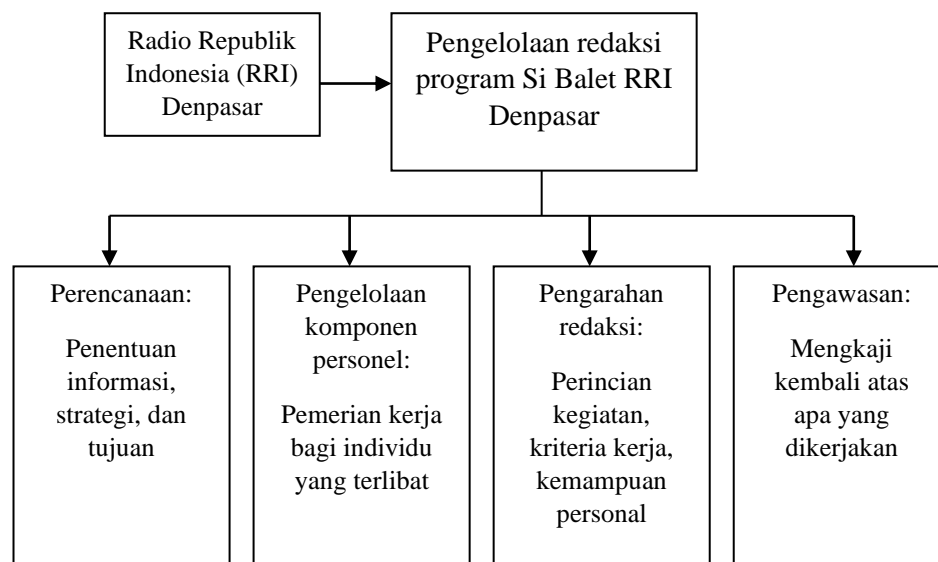 Radio Republik
Indonesia (RRI)
Denpasar
Pengelolaan redaksi
program Si Balet RRI
Denpasar
Perencanaan:
Penentuan
informasi,
strategi, dan
tujuan
Pengelolaan
komponen
personel:
Pemerian kerja
bagi individu
yang terlibat
Pengarahan
redaksi:
Perincian
kegiatan,
kriteria kerja,
kemampuan
personal
Pengawasan:
Mengkaji
kembali atas
apa yang
dikerjakan